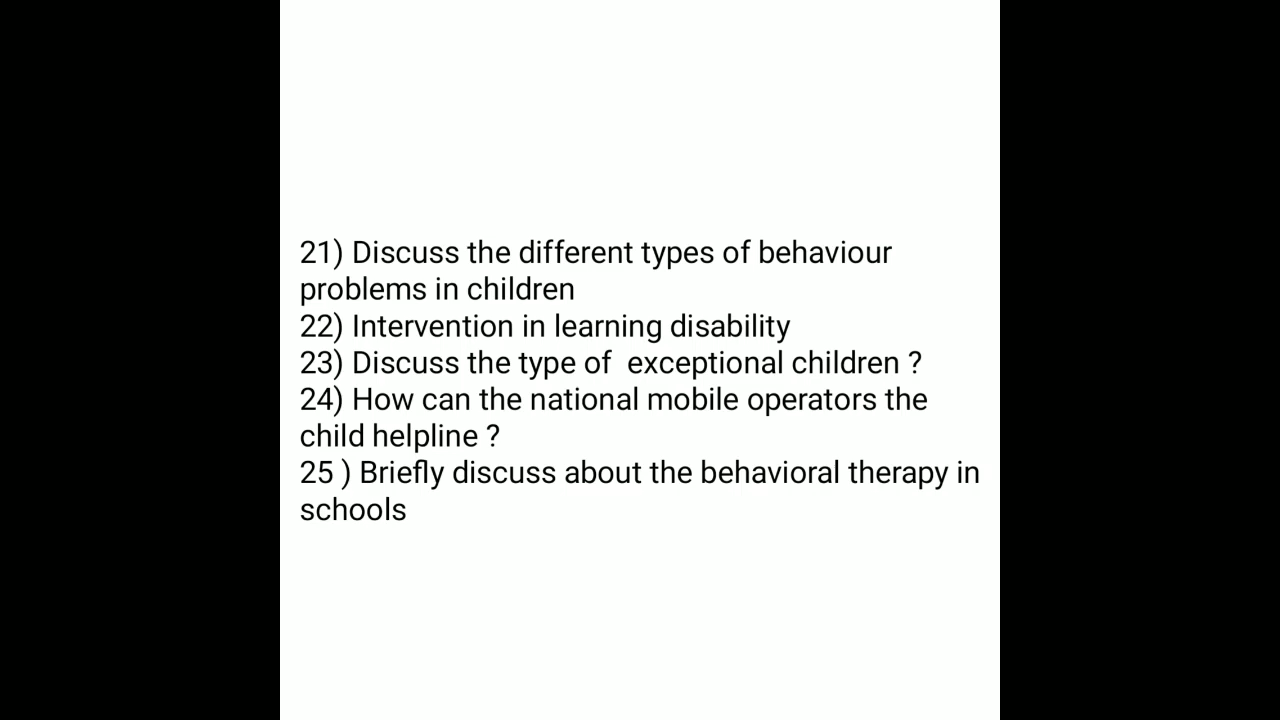 21) Discuss the different types of behaviour
problems in children
22) Intervention in learning disability
23) Discuss the type of  exceptional children ?
24) How can the national mobile operators the
child helpline ?
25 ) Briefly discuss about the behavioral therapy in
schools